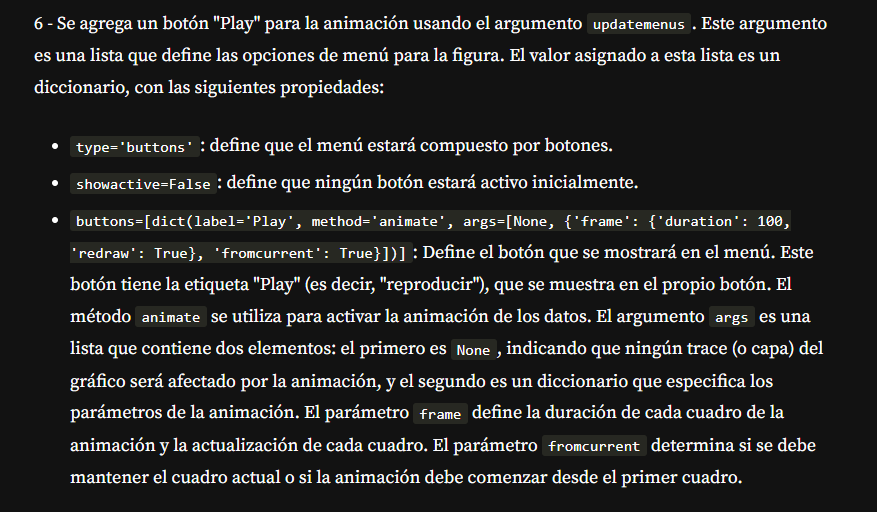 6 - Se agrega un botón "Play" para la animación usando el argumento updatemenus. Este argumento
es una lista que define las opciones de menú para la figura. El valor asignado a esta lista es un
diccionario, con las siguientes propiedades:
• type='buttons': define que el menú estará compuesto por botones.
• showactive=False: define que ningún botón estará activo inicialmente.
• buttons=[dict(label='Play', method='animate', args=[None, {'frame': {'duration': 100,
'redraw': True}, 'fromcurrent': True}])]: Define el botón que se mostrará en el menú. Este
botón tiene la etiqueta "Play" (es decir, "reproducir"), que se muestra en el propio botón. El
método animate se utiliza para activar la animación de los datos. El argumento args es una
lista que contiene dos elementos: el primero es None, indicando que ningún trace (o capa) del
gráfico será afectado por la animación, y el segundo es un diccionario que especifica los
parámetros de la animación. El parámetro frame define la duración de cada cuadro de la
animación y la actualización de cada cuadro. El parámetro fromcurrent determina si se debe
mantener el cuadro actual o si la animación debe comenzar desde el primer cuadro.